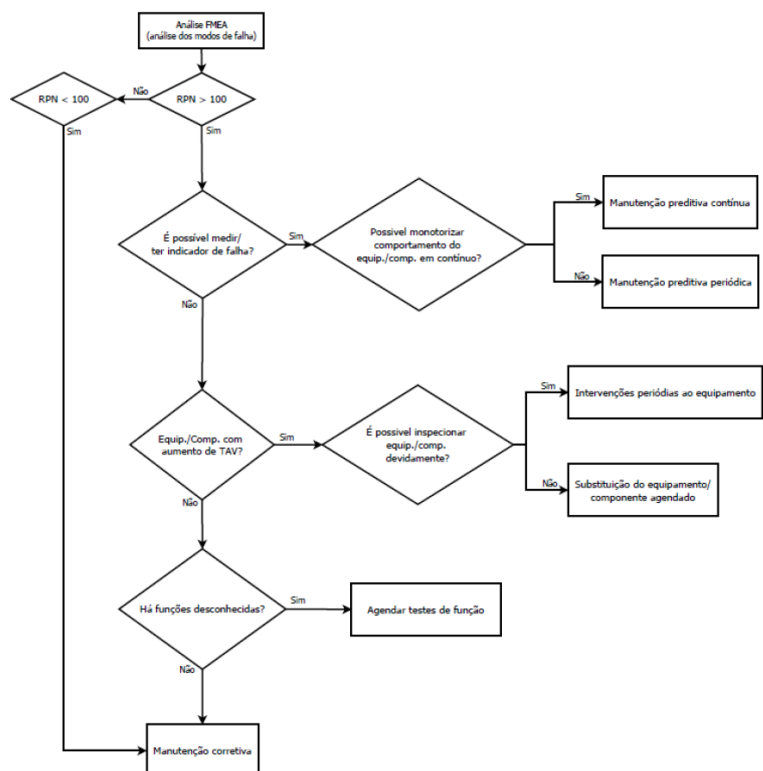 Análise FMEA
(análise dos modos de falha)
RPN < 100
Não
RPN > 100
Sim
Sim
É possível medir/
ter indicador de falha?
Sim
Possivel monotorizar
comportamento do
equip./comp. em contínuo?
Sim
Manutenção preditiva contínua
Não
Manutenção preditiva periódica
Não
Equip./Comp. com
aumento de TAV?
Sim
É possivel inspecionar
equip./comp.
devidamente?
Sim
Intervenções periódias ao equipamento
Não
Substituição do equipamento/
componente agendado
Não
Há funções desconhecidas?
Sim
Agendar testes de função
Não
Manutenção corretiva